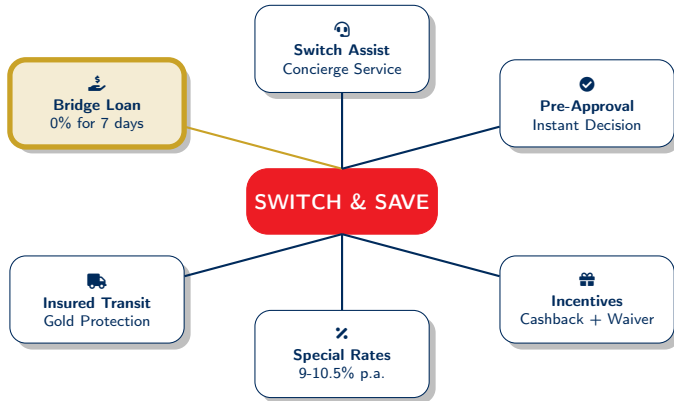 Switch Assist
Concierge Service
Bridge Loan
0% for 7 days
Pre-Approval
Instant Decision
SWITCH & SAVE
Insured Transit
Gold Protection
Special Rates
9-10.5% p.a.
Incentives
Cashback + Waiver